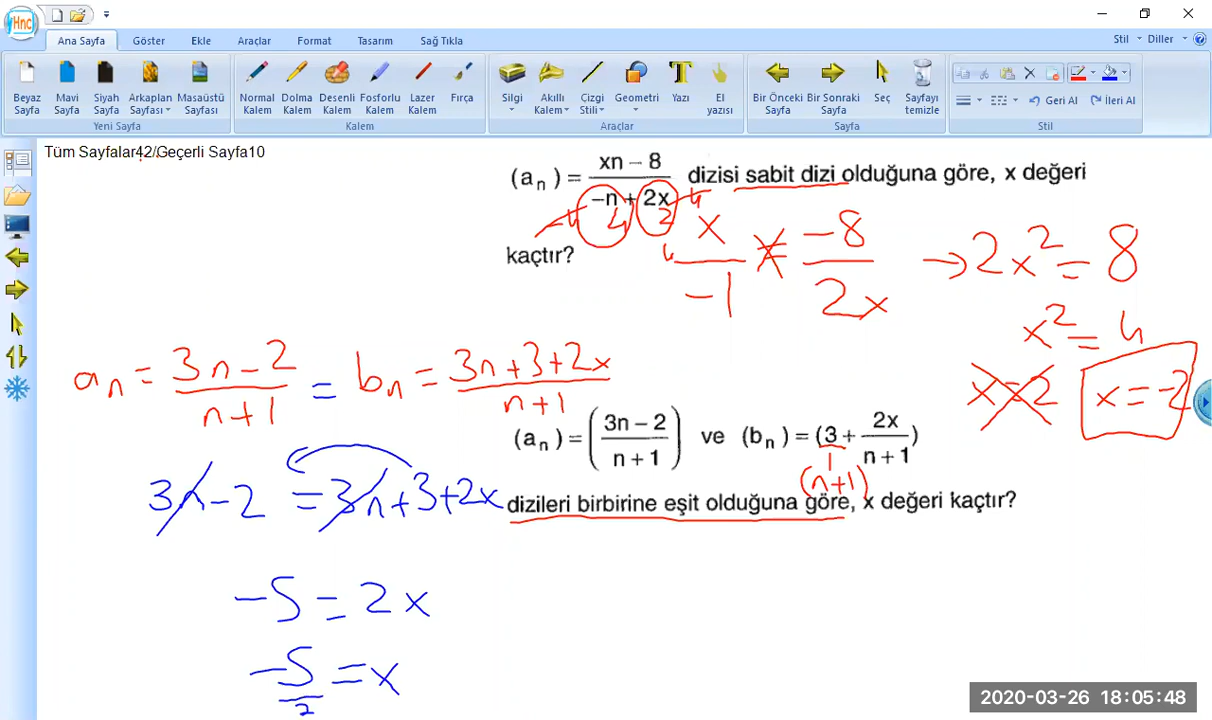 Hnc
Ana Sayfa Göster Ekle Araçlar Format Tasarım Sağ Tıkla Stil Diller
Beyaz Sayfa Mavi Sayfa Siyah Sayfa Arkaplan Sayfası Masaüstü Sayfası
Normal Kalem Dolma Kalem Desenli Kalem Fosforlu Kalem Lazer Kalem Fırça
Silgi Akıllı Kalem Çizgi Stili Geometri Yazı El yazısı
Bir Önceki Sayfa Bir Sonraki Sayfa Seç Sayfayı temizle
Geri Al İleri Al
Yeni Sayfa Kalem Araçlar Sayfa Stil
Tüm Sayfalar42/Geçerli Sayfa10
(aₙ) = (xn − 8)/(−n + 2x) dizisi sabit dizi olduğuna göre, x değeri
kaçtır?
x/−1 = −8/2x → 2x² = 8
x² = 4
x = 2 x = −2
aₙ = (3n − 2)/(n + 1) = bₙ = (3n + 3 + 2x)/(n + 1)
(aₙ) = ((3n − 2)/(n + 1)) ve (bₙ) = (3 + 2x/(n + 1))
1
(n+1)
3n − 2 = 3n + 3 + 2x
dizileri birbirine eşit olduğuna göre, x değeri kaçtır?
−5 = 2x
−5/2 = x
2020-03-26 18:05:48